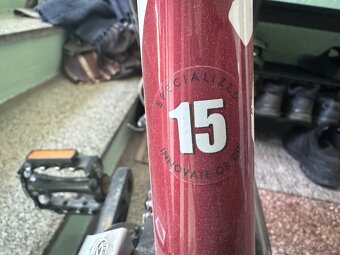 SPECIALIZED
15
INNOVATE OR DIE